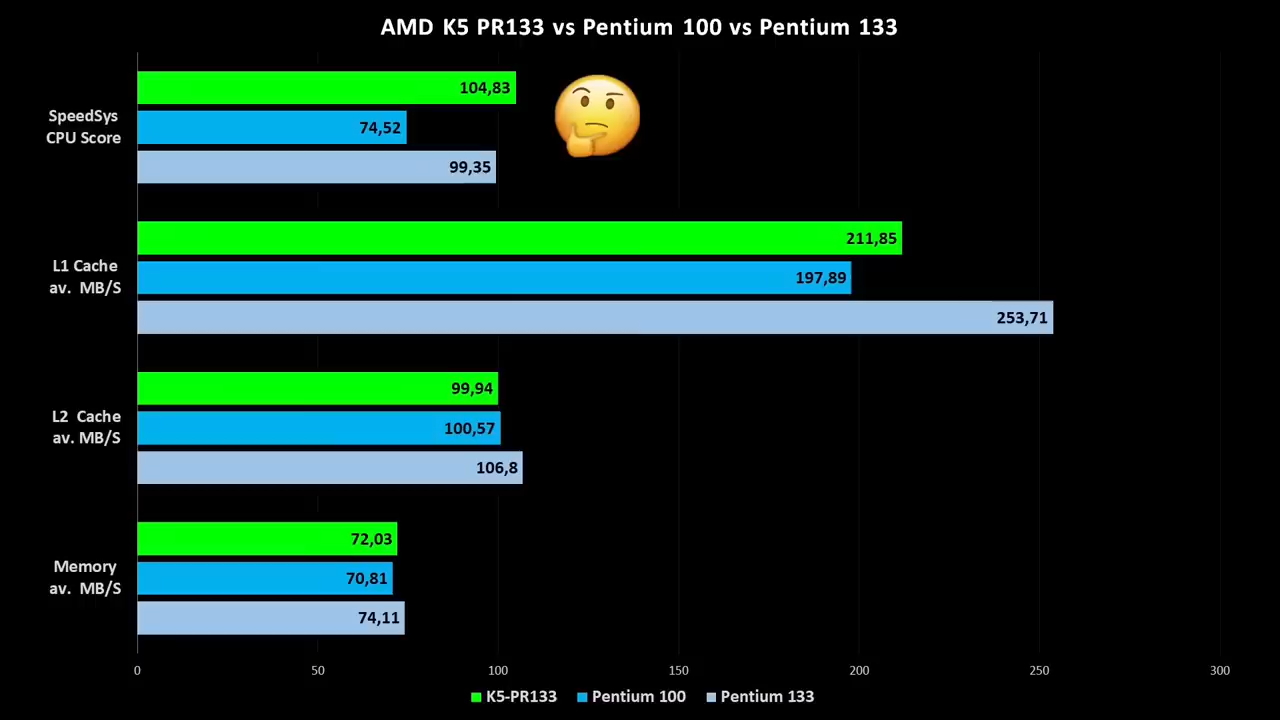 AMD K5 PR133 vs Pentium 100 vs Pentium 133
SpeedSys
CPU Score
104,83
74,52
99,35
L1 Cache
av. MB/S
211,85
197,89
253,71
L2 Cache
av. MB/S
99,94
100,57
106,8
Memory
av. MB/S
72,03
70,81
74,11
0 50 100 150 200 250 300
K5-PR133 Pentium 100 Pentium 133